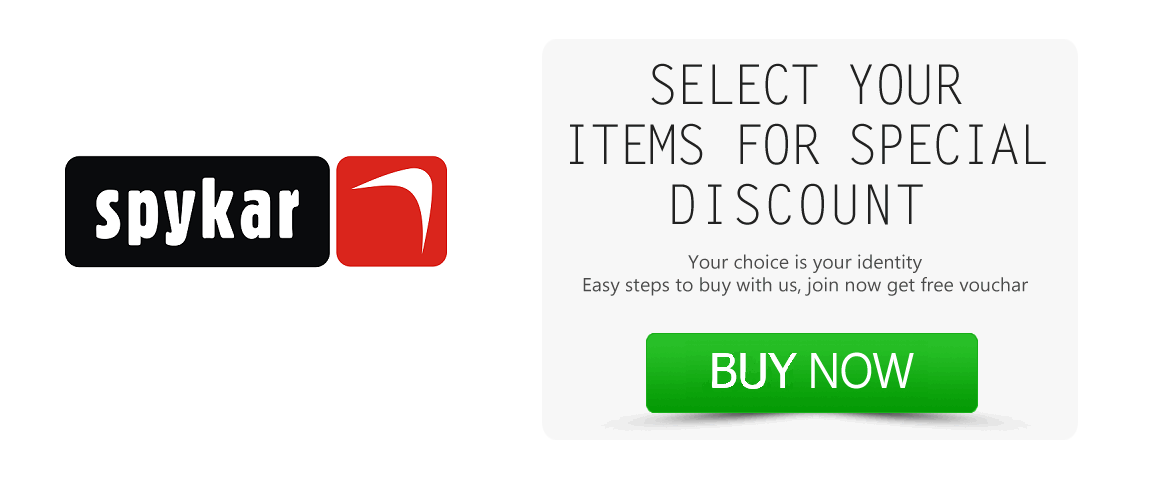 spykar
SELECT YOUR
ITEMS FOR SPECIAL
DISCOUNT
Your choice is your identity
Easy steps to buy with us, join now get free vouchar
BUY NOW